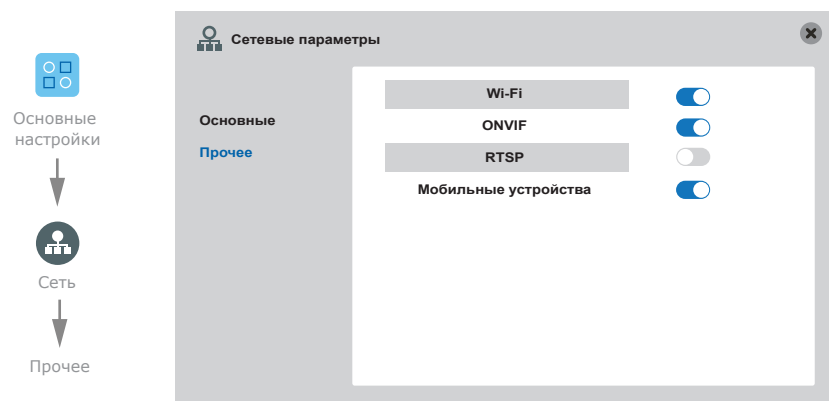 Основные
настройки
Сеть
Прочее
Сетевые параметры
Основные
Прочее
Wi-Fi
ONVIF
RTSP
Мобильные устройства